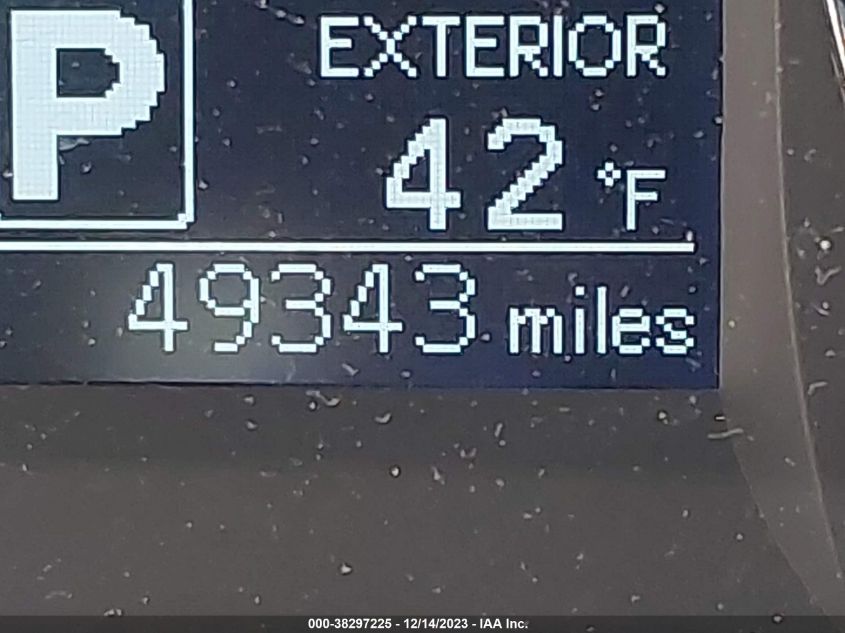 P
EXTERIOR
42 °F
49343 miles
000-38297225 - 12/14/2023 - IAA Inc.